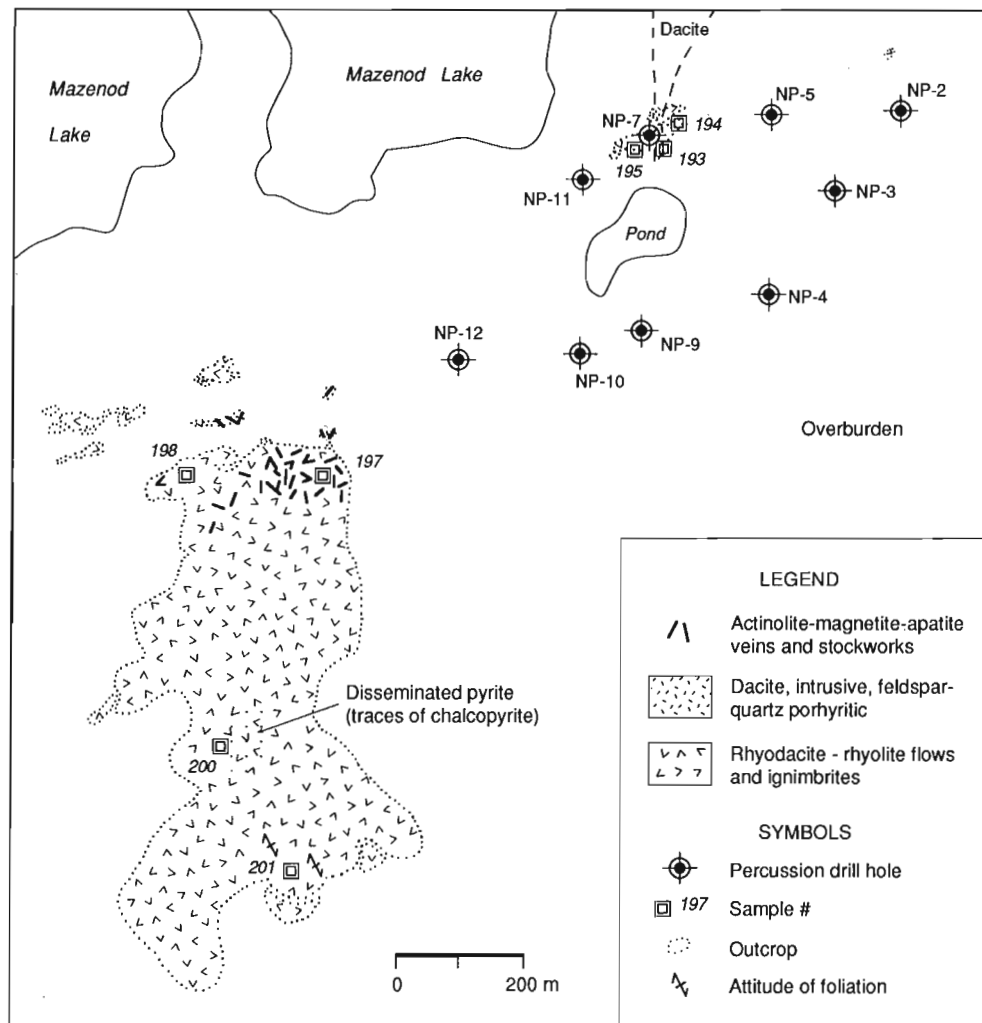 Dacite
Mazenod Lake
Mazenod
Lake
NP-5
NP-2
NP-7
194
195
193
NP-11
NP-3
Pond
NP-4
NP-12
NP-9
NP-10
Overburden
198
197
Disseminated pyrite
(traces of chalcopyrite)
200
201
0 200 m
LEGEND
Actinolite-magnetite-apatite
veins and stockworks
Dacite, intrusive, feldspar-
quartz porhyritic
Rhyodacite - rhyolite flows
and ignimbrites
SYMBOLS
Percussion drill hole
197 Sample #
Outcrop
Attitude of foliation